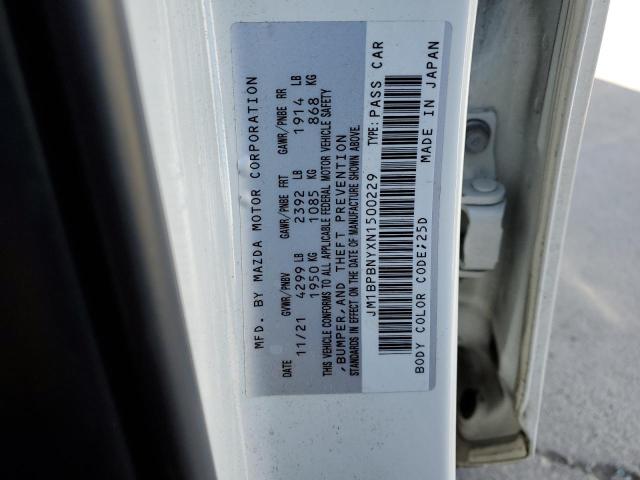 MFD. BY MAZDA MOTOR CORPORATION
DATE GVWR/PNBV GAWR/PNBE FRT GAWR/PNBE RR
11/21 4299 LB 2392 LB 1914 LB
1950 KG 1085 KG 868 KG
THIS VEHICLE CONFORMS TO ALL APPLICABLE FEDERAL MOTOR VEHICLE SAFETY
,BUMPER,AND THEFT PREVENTION
STANDARDS IN EFFECT ON THE DATE OF MANUFACTURE SHOWN ABOVE.
JM1BPBNYXN1500229 TYPE: PASS CAR
BODY COLOR CODE;25D MADE IN JAPAN